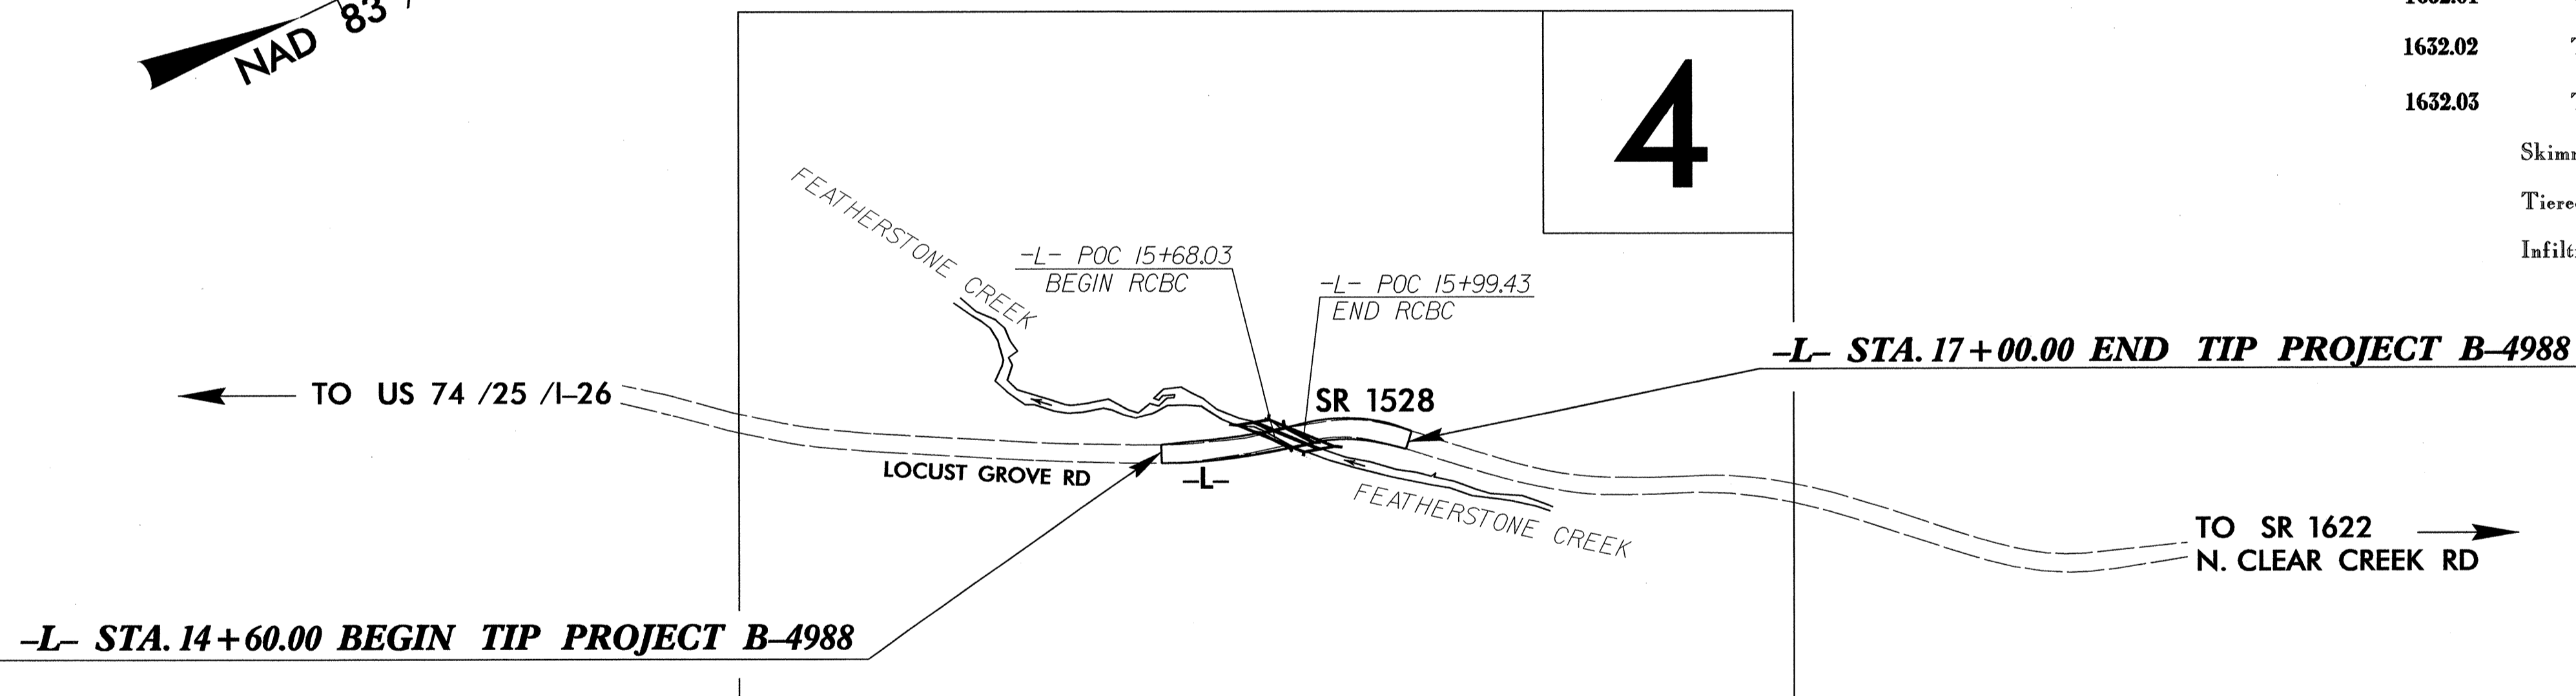 NAD 83
4
1632.02
1632.03
FEATHERSTONE CREEK
-L- POC 15+68.03
BEGIN RCBC
-L- POC 15+99.43
END RCBC
-L- STA. 17+00.00 END TIP PROJECT B-4988
TO US 74 /25 /I-26
SR 1528
LOCUST GROVE RD
-L-
FEATHERSTONE CREEK
TO SR 1622
N. CLEAR CREEK RD
-L- STA. 14+60.00 BEGIN TIP PROJECT B-4988